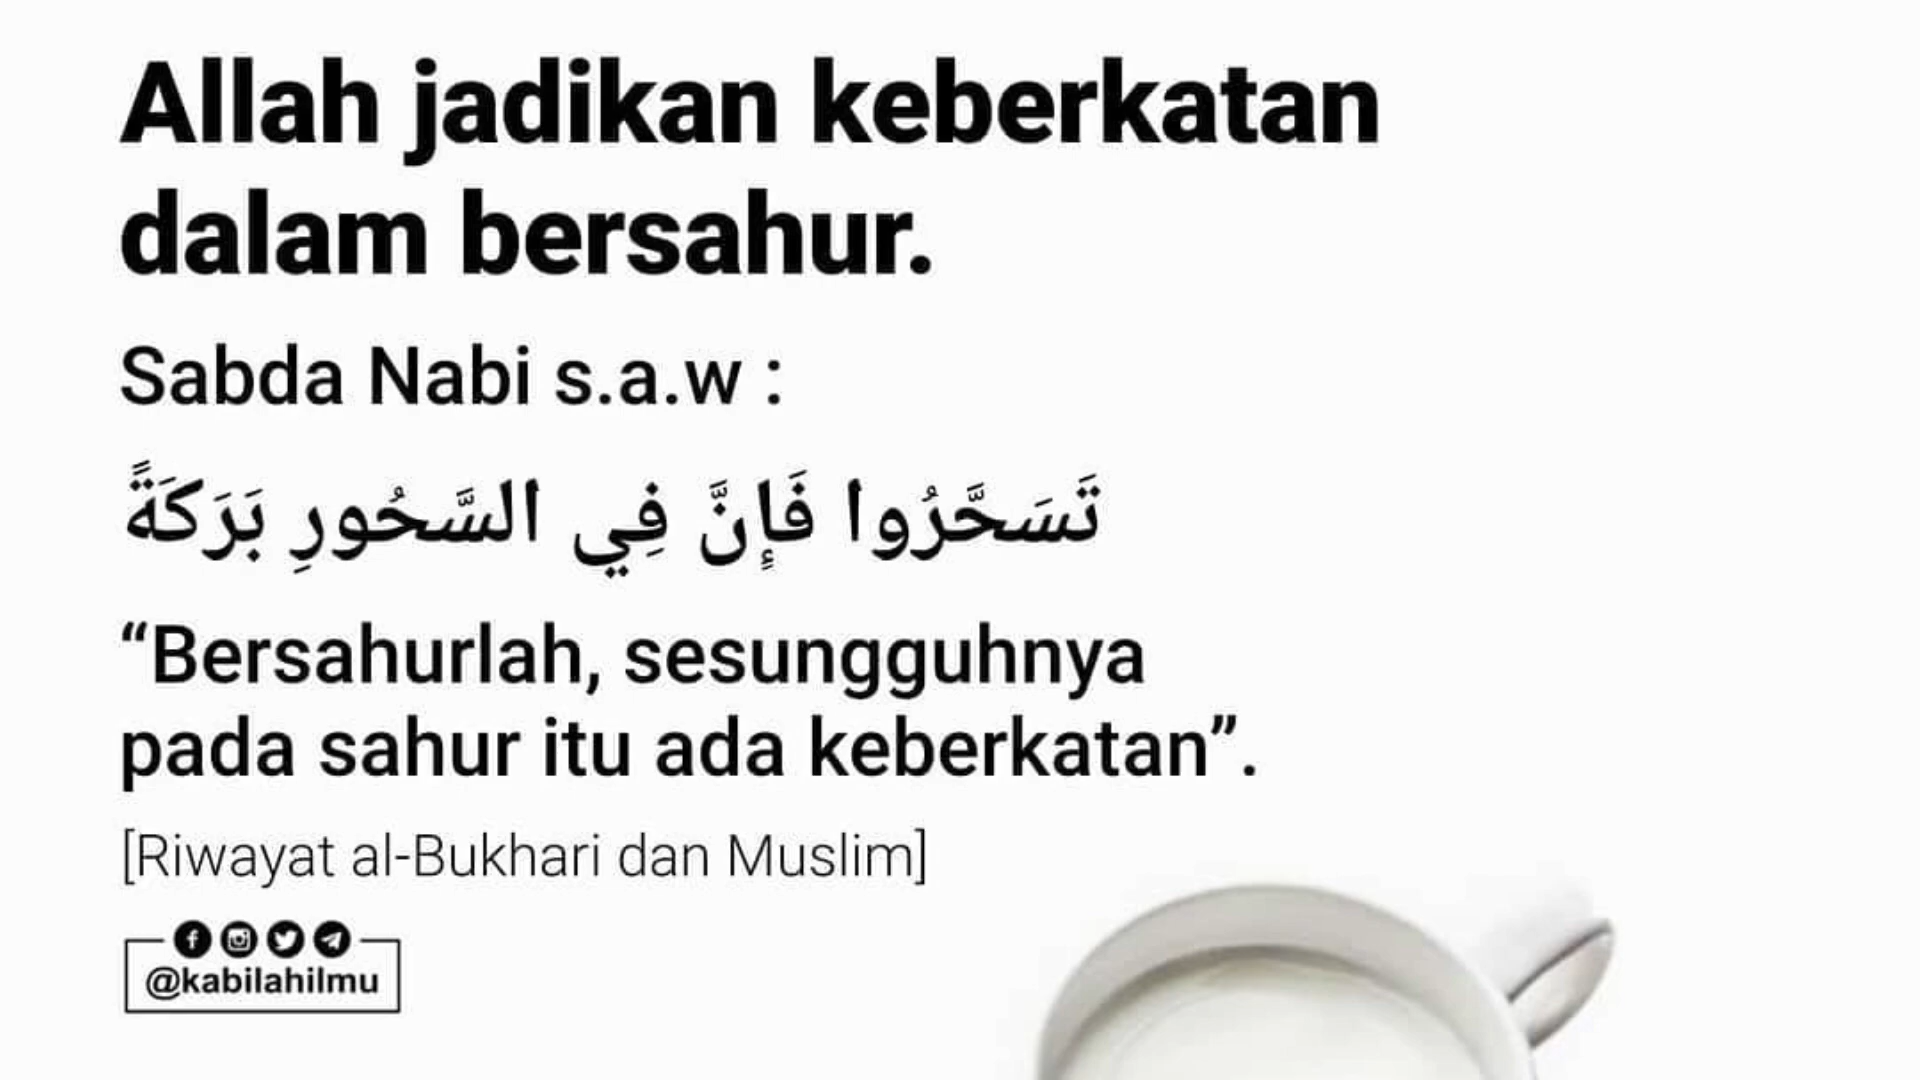 Allah jadikan keberkatan
dalam bersahur.
Sabda Nabi s.a.w :
تَسَحَّرُوا فَإِنَّ فِي السَّحُورِ بَرَكَةً
“Bersahurlah, sesungguhnya
pada sahur itu ada keberkatan”.
[Riwayat al-Bukhari dan Muslim]
@kabilahilmu